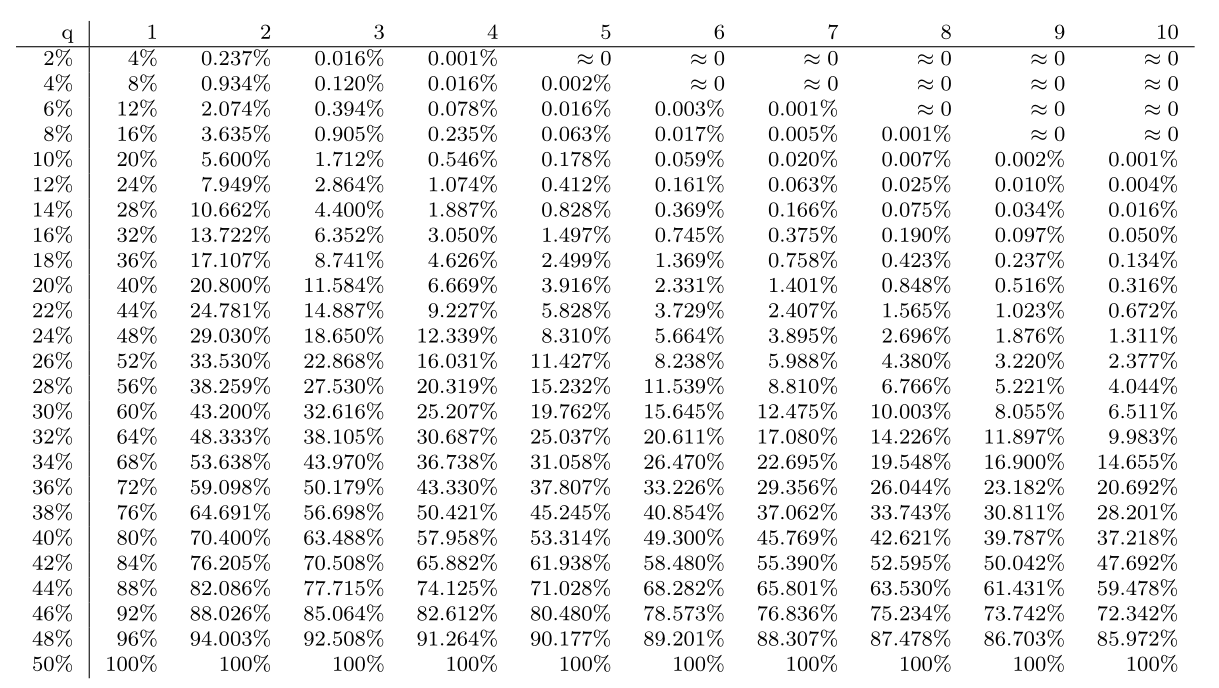 q 1 2 3 4 5 6 7 8 9 10
2% 4% 0.237% 0.016% 0.001% ≈ 0 ≈ 0 ≈ 0 ≈ 0 ≈ 0 ≈ 0
4% 8% 0.934% 0.120% 0.016% 0.002% ≈ 0 ≈ 0 ≈ 0 ≈ 0 ≈ 0
6% 12% 2.074% 0.394% 0.078% 0.016% 0.003% 0.001% ≈ 0 ≈ 0 ≈ 0
8% 16% 3.635% 0.905% 0.235% 0.063% 0.017% 0.005% 0.001% ≈ 0 ≈ 0
10% 20% 5.600% 1.712% 0.546% 0.178% 0.059% 0.020% 0.007% 0.002% 0.001%
12% 24% 7.949% 2.864% 1.074% 0.412% 0.161% 0.063% 0.025% 0.010% 0.004%
14% 28% 10.662% 4.400% 1.887% 0.828% 0.369% 0.166% 0.075% 0.034% 0.016%
16% 32% 13.722% 6.352% 3.050% 1.497% 0.745% 0.375% 0.190% 0.097% 0.050%
18% 36% 17.107% 8.741% 4.626% 2.499% 1.369% 0.758% 0.423% 0.237% 0.134%
20% 40% 20.800% 11.584% 6.669% 3.916% 2.331% 1.401% 0.848% 0.516% 0.316%
22% 44% 24.781% 14.887% 9.227% 5.828% 3.729% 2.407% 1.565% 1.023% 0.672%
24% 48% 29.030% 18.650% 12.339% 8.310% 5.664% 3.895% 2.696% 1.876% 1.311%
26% 52% 33.530% 22.868% 16.031% 11.427% 8.238% 5.988% 4.380% 3.220% 2.377%
28% 56% 38.259% 27.530% 20.319% 15.232% 11.539% 8.810% 6.766% 5.221% 4.044%
30% 60% 43.200% 32.616% 25.207% 19.762% 15.645% 12.475% 10.003% 8.055% 6.511%
32% 64% 48.333% 38.105% 30.687% 25.037% 20.611% 17.080% 14.226% 11.897% 9.983%
34% 68% 53.638% 43.970% 36.738% 31.058% 26.470% 22.695% 19.548% 16.900% 14.655%
36% 72% 59.098% 50.179% 43.330% 37.807% 33.226% 29.356% 26.044% 23.182% 20.692%
38% 76% 64.691% 56.698% 50.421% 45.245% 40.854% 37.062% 33.743% 30.811% 28.201%
40% 80% 70.400% 63.488% 57.958% 53.314% 49.300% 45.769% 42.621% 39.787% 37.218%
42% 84% 76.205% 70.508% 65.882% 61.938% 58.480% 55.390% 52.595% 50.042% 47.692%
44% 88% 82.086% 77.715% 74.125% 71.028% 68.282% 65.801% 63.530% 61.431% 59.478%
46% 92% 88.026% 85.064% 82.612% 80.480% 78.573% 76.836% 75.234% 73.742% 72.342%
48% 96% 94.003% 92.508% 91.264% 90.177% 89.201% 88.307% 87.478% 86.703% 85.972%
50% 100% 100% 100% 100% 100% 100% 100% 100% 100% 100%